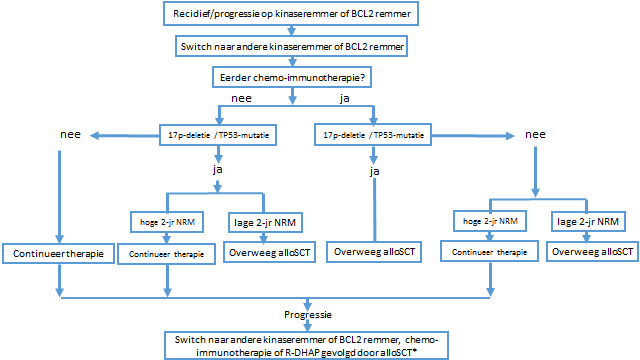 Recidief/progressie op kinaseremmer of BCL2 remmer
Switch naar andere kinaseremmer of BCL2 remmer
Eerder chemo-immunotherapie?
nee
ja
nee
17p-deletie /TP53-mutatie
17p-deletie /TP53-mutatie
nee
ja
ja
hoge 2-jr NRM
lage 2-jr NRM
hoge 2-jr NRM
lage 2-jr NRM
Continueer therapie
Continueer therapie
Overweeg alloSCT
Overweeg alloSCT
Continueer therapie
Overweeg alloSCT
Progressie
Switch naar andere kinaseremmer of BCL2 remmer, chemo-
immunotherapie of R-DHAP gevolgd door alloSCT*